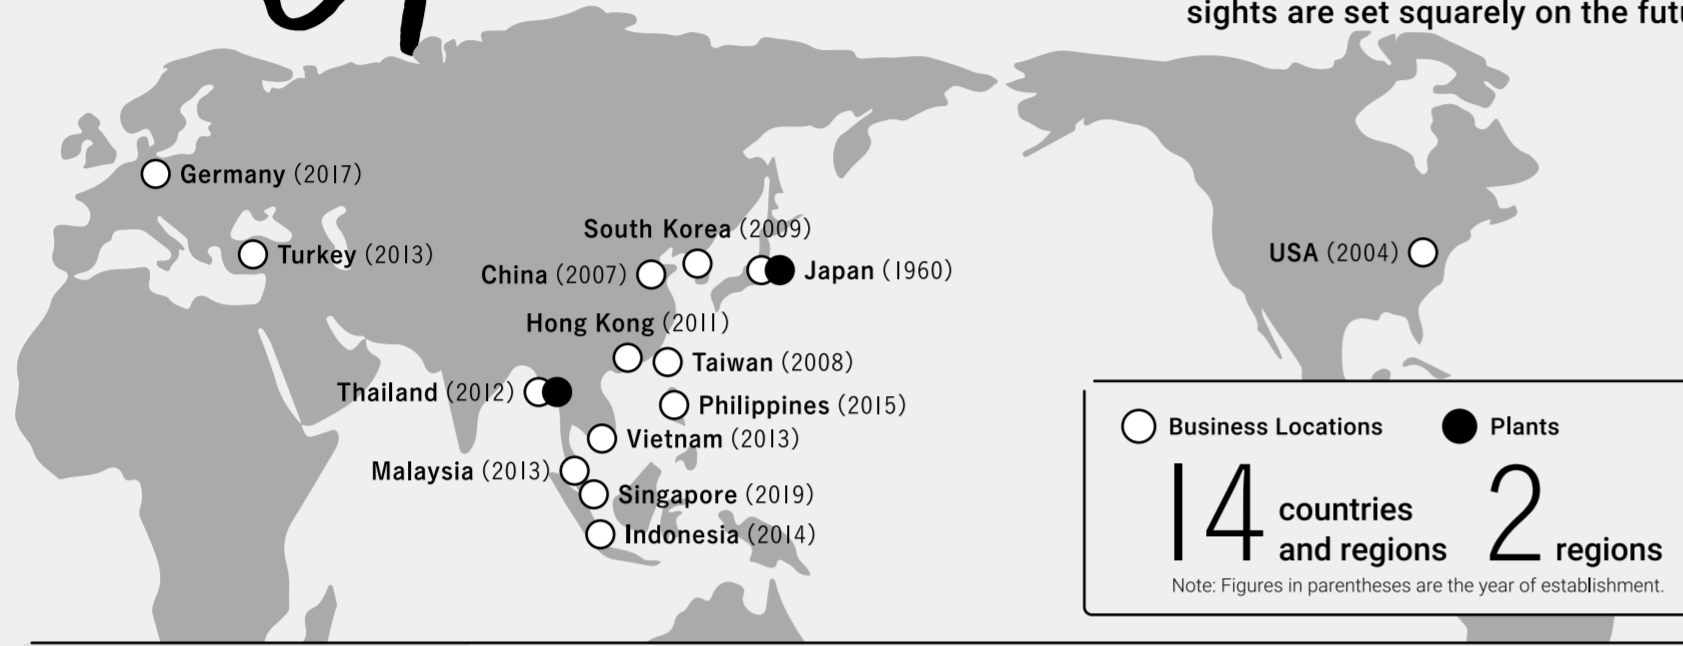 sights are set squarely on the
Germany (2017)
Turkey (2013)
South Korea (2009)
China (2007)
Japan (1960)
USA (2004)
Hong Kong (2011)
Taiwan (2008)
Thailand (2012)
Philippines (2015)
Vietnam (2013)
Malaysia (2013)
Singapore (2019)
Indonesia (2014)
Business Locations
Plants
14 countries and regions
2 regions
Note: Figures in parentheses are the year of establishment.